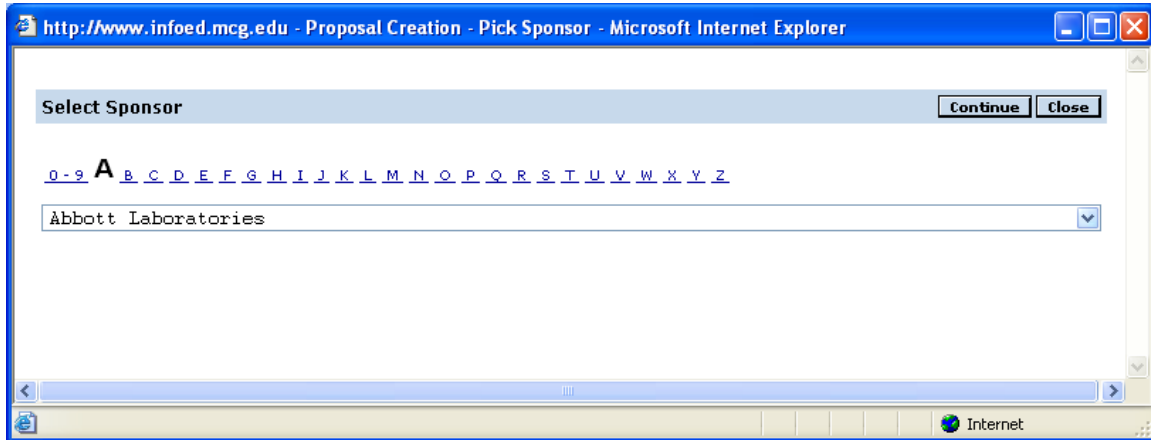 http://www.infoed.mcg.edu - Proposal Creation - Pick Sponsor - Microsoft Internet Explorer
Select Sponsor Continue Close
0-9 A B C D E F G H I J K L M N O P Q R S T U V W X Y Z
Abbott Laboratories
Internet